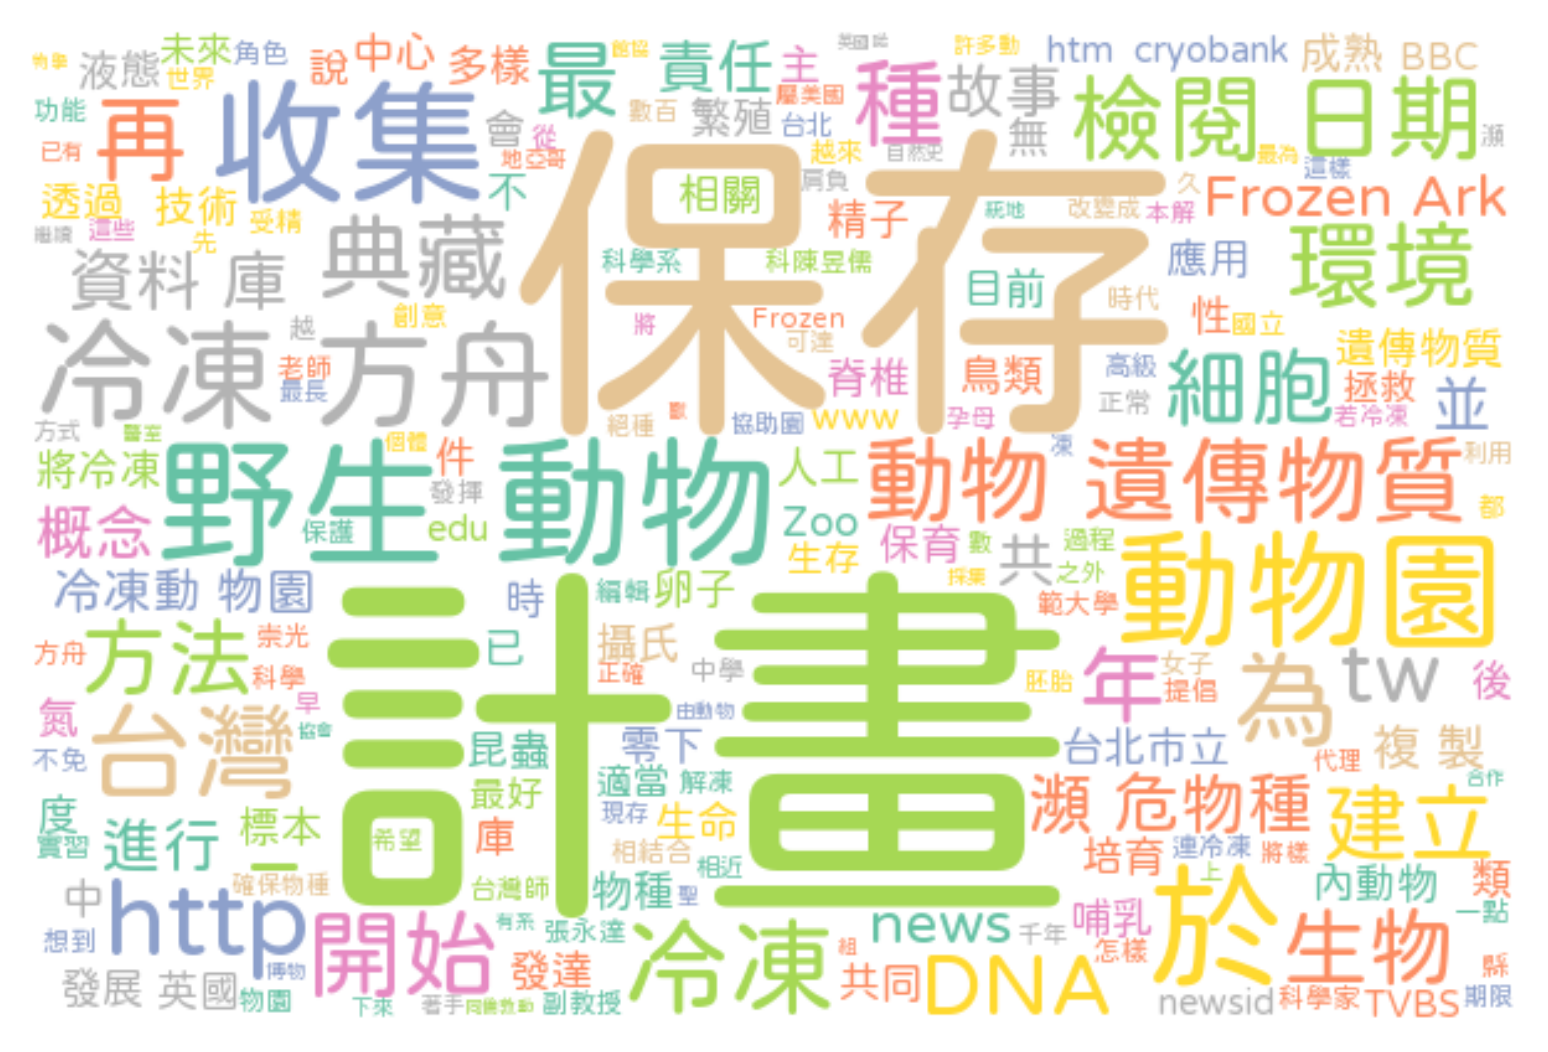 液態
未來
角色
世界
說
中心
多樣
最
責任
主
許多動
htm
cryobank
成熟
BBC
功能
再
收集
會
從
數百
繁殖
屬美國
台北
種
故事
無
檢閱
日期
瀕
已有
地亞哥
越來
自然史
最為
這樣
透過
技術
受精
先
不
保存
相關
肩負
精子
久
Frozen Ark
繼續
這些
典藏
統地
改變成
本解
資料
庫
科學系
科陳昱儒
目前
應用
環境
創意
將
Frozen
時代
性
國立
冷凍
方舟
越
老師
最長
可達
脊椎
鳥類
高級
細胞
遺傳物質
拯救
並
方式
醫室
絕種
協助園
www
孕母
正常
若冷凍
將冷凍
野生
動物
個體
件
發揮
人工
動物
凍
遺傳物質
利用
概念
保護
edu
Zoo
生存
保育
數
共
過程
都
冷凍動
物園
時
編輯
卵子
採集
之外
範大學
動物園
方舟
方法
崇光
科學
計畫
已
攝氏
正確
中學
胚胎
年
女子
提倡
為
tw
後
氮
台灣
早
協會
由動物
不免
昆蟲
零下
台北市立
代理
複
製
合作
度
實習
進行
標本
最好
適當
解凍
現存
生命
瀕
危物種
建立
希望
庫
相結合
相近
培育
連冷凍
將樣
上
中
http
確保物種
台灣師
物種
聖
內動物
類
想到
開始
有系
張永達
news
千年
哺乳
怎樣
於
生物
一點
博物
發展
英國
物園
下來
發達
著手
副教授
冷凍
組
共同
DNA
newsid
科學家
TVBS
縣
期限